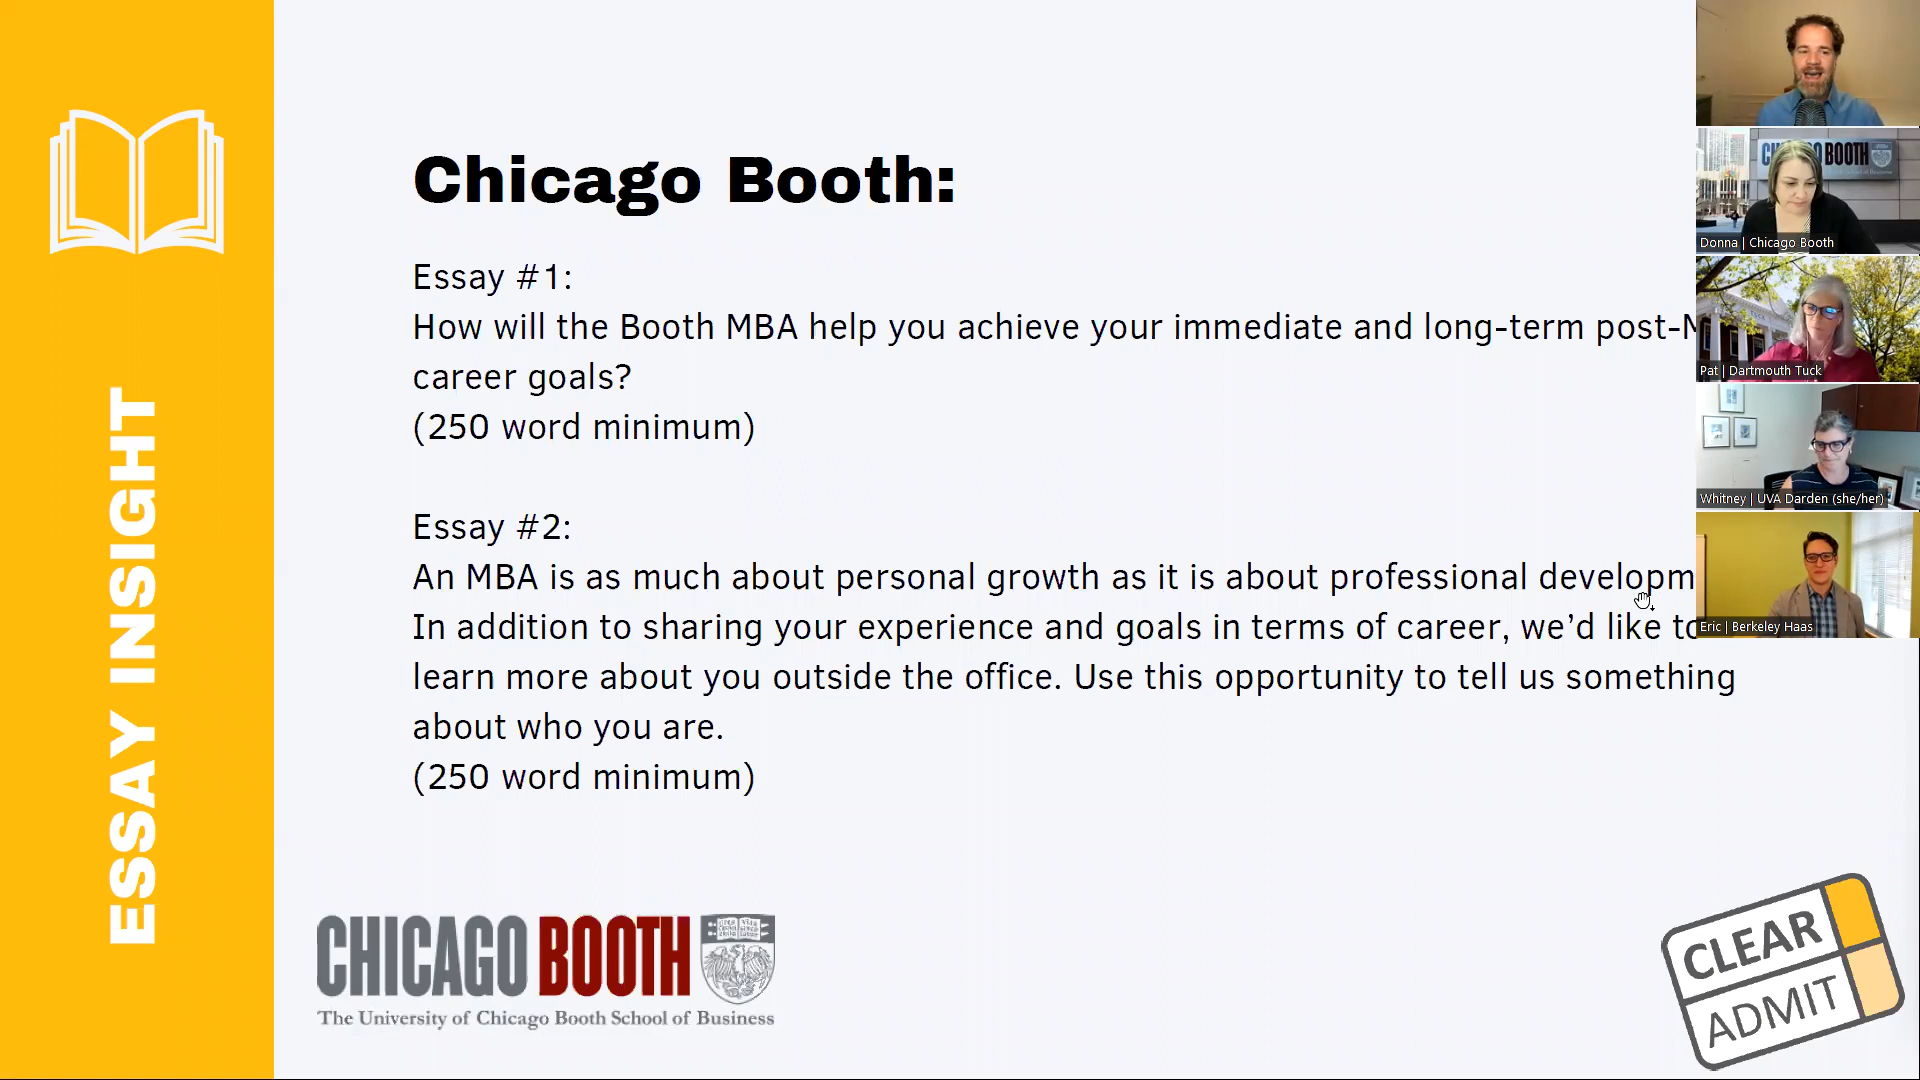 ESSAY INSIGHT
Chicago Booth:
Essay #1:
How will the Booth MBA help you achieve your immediate and long-term post-
career goals?
(250 word minimum)
Essay #2:
An MBA is as much about personal growth as it is about professional developm
In addition to sharing your experience and goals in terms of career, we’d like to
learn more about you outside the office. Use this opportunity to tell us something
about who you are.
(250 word minimum)
CHICAGO BOOTH
The University of Chicago Booth School of Business
CLEAR
ADMIT
BOOTH
Donna | Chicago Booth
Pat | Dartmouth Tuck
Whitney | UVA Darden (she/her)
Eric | Berkeley Haas